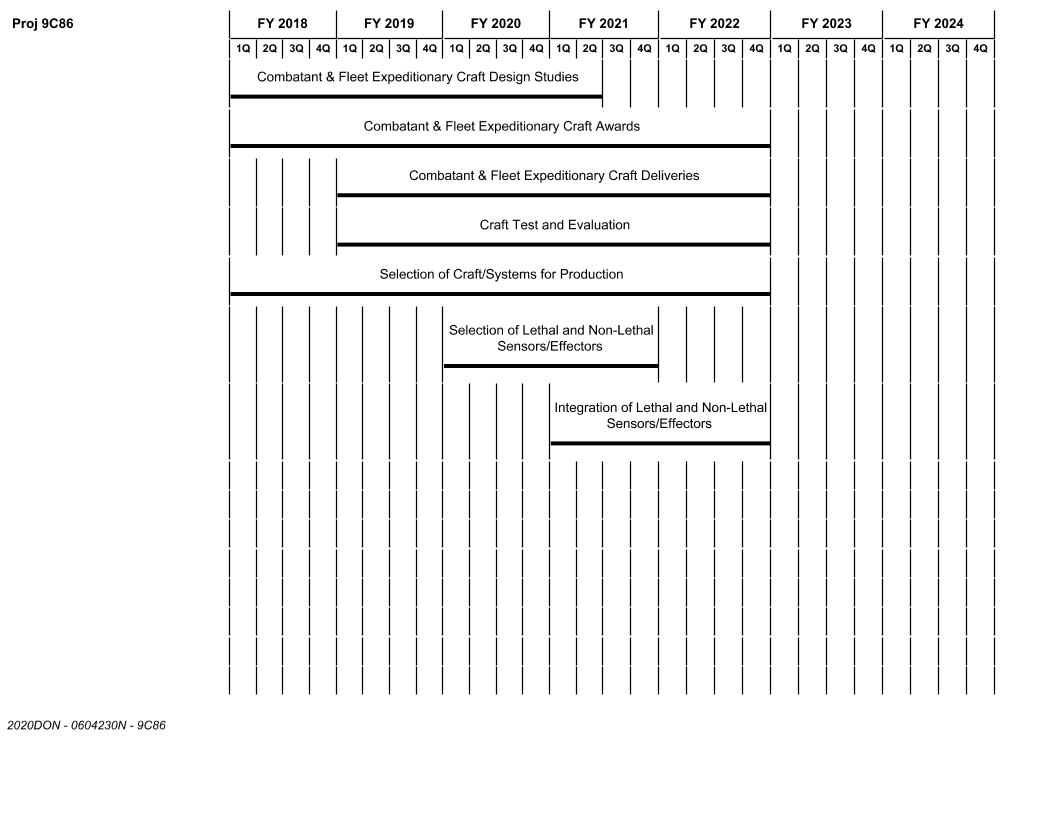 Proj 9C86
FY 2018 FY 2019 FY 2020 FY 2021 FY 2022 FY 2023 FY 2024
1Q 2Q 3Q 4Q 1Q 2Q 3Q 4Q 1Q 2Q 3Q 4Q 1Q 2Q 3Q 4Q 1Q 2Q 3Q 4Q 1Q 2Q 3Q 4Q 1Q 2Q 3Q 4Q
Combatant & Fleet Expeditionary Craft Design Studies
Combatant & Fleet Expeditionary Craft Awards
Combatant & Fleet Expeditionary Craft Deliveries
Craft Test and Evaluation
Selection of Craft/Systems for Production
Selection of Lethal and Non-Lethal
Sensors/Effectors
Integration of Lethal and Non-Lethal
Sensors/Effectors
2020DON - 0604230N - 9C86